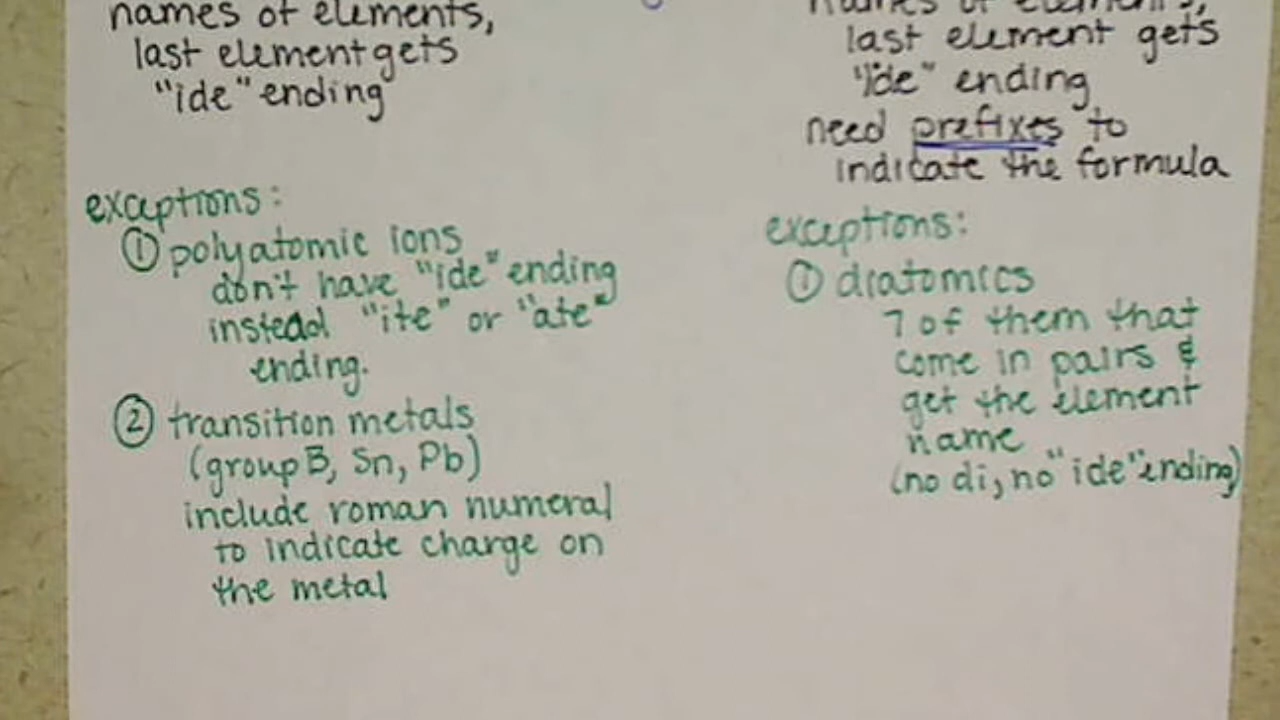 names of elements,
last element gets
"ide" ending
exceptions:
① polyatomic ions
don't have "ide" ending
instead "ite" or "ate"
ending.
② transition metals
(group B, Sn, Pb)
include roman numeral
to indicate charge on
the metal
names of elements,
last element gets
"ide" ending
need prefixes to
indicate the formula
exceptions:
① diatomics
7 of them that
come in pairs &
get the element
name
(no di, no "ide" ending)